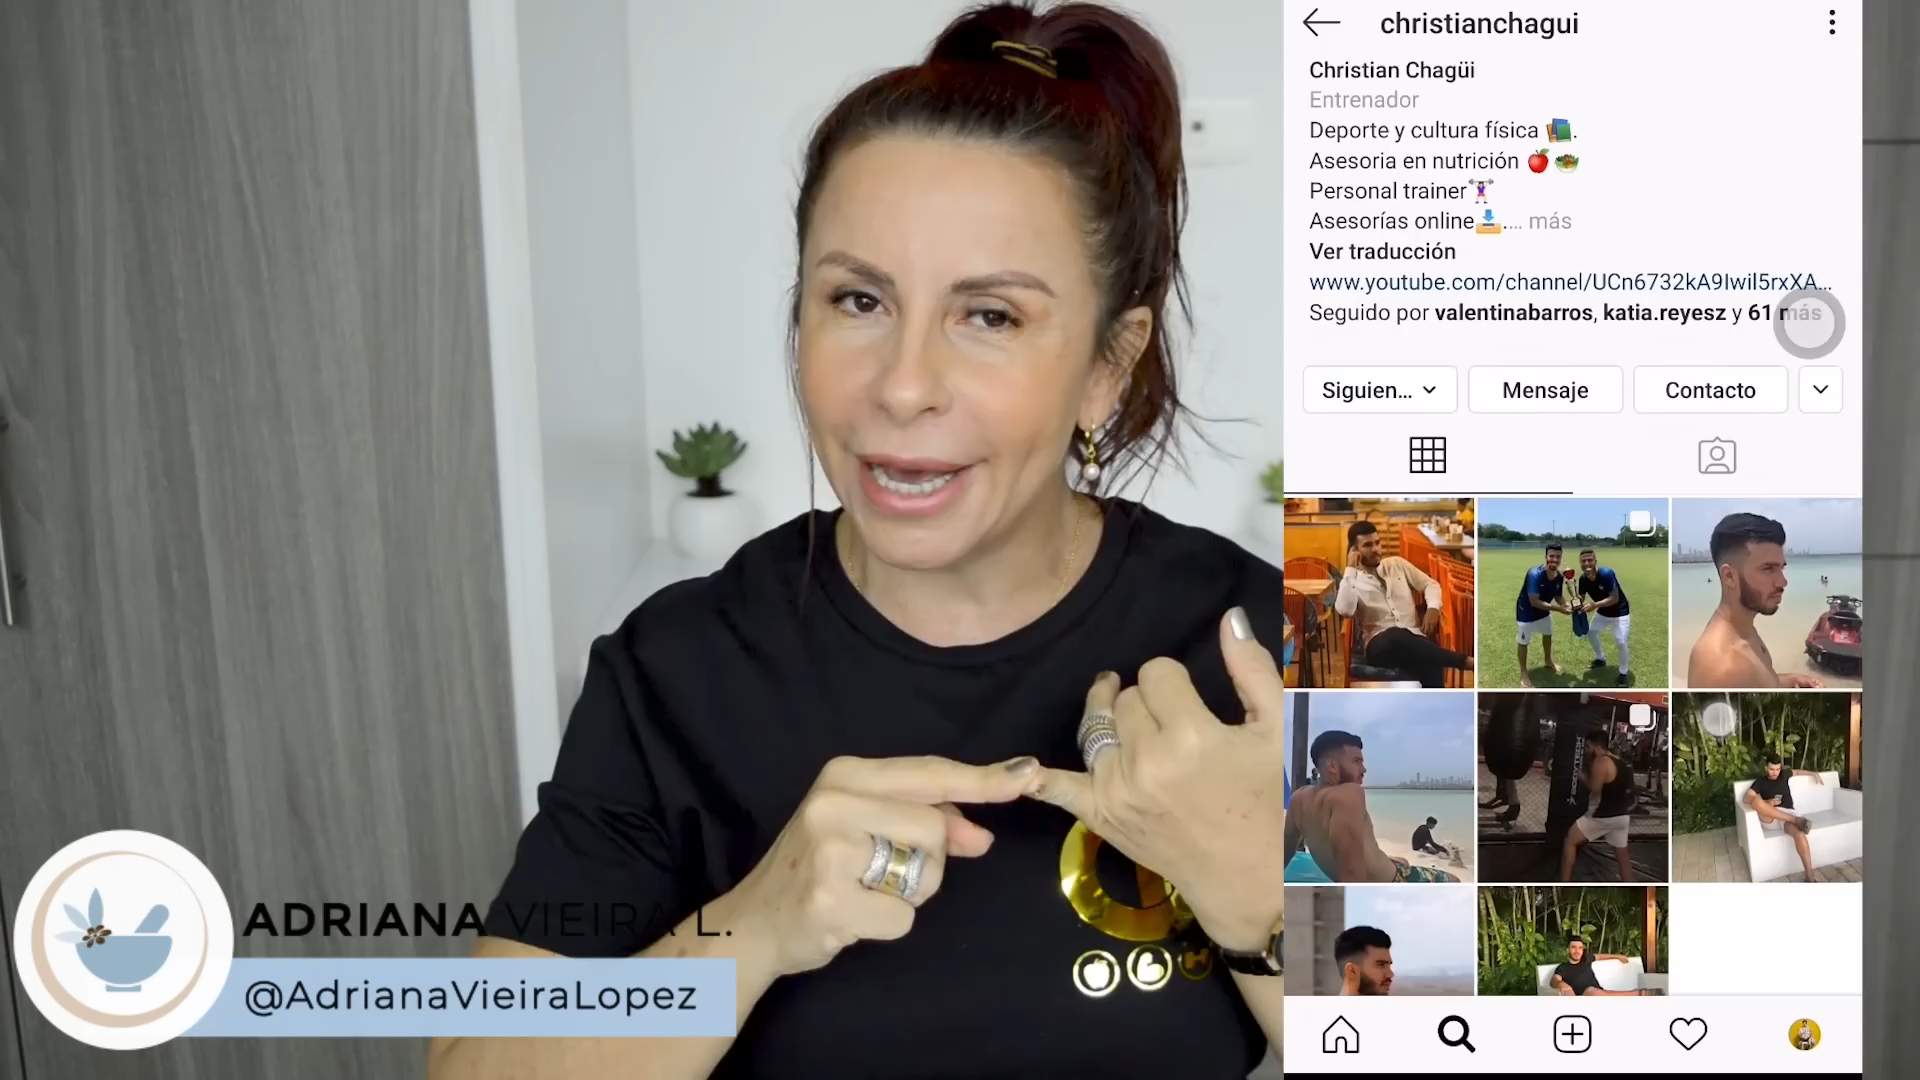 christianchagui
Christian Chagüi
Entrenador
Deporte y cultura física 📚.
Asesoria en nutrición 🍎🥗
Personal trainer🏋🏻‍♀️
Asesorías online📥.... más
Ver traducción
www.youtube.com/channel/UCn6732kA9Iwil5rxXA...
Seguido por valentinabarros, katia.reyesz y 61 más
Siguien...
Mensaje
Contacto
BODYTECH
ADRIANA VIEIRA L.
@AdrianaVieiraLopez